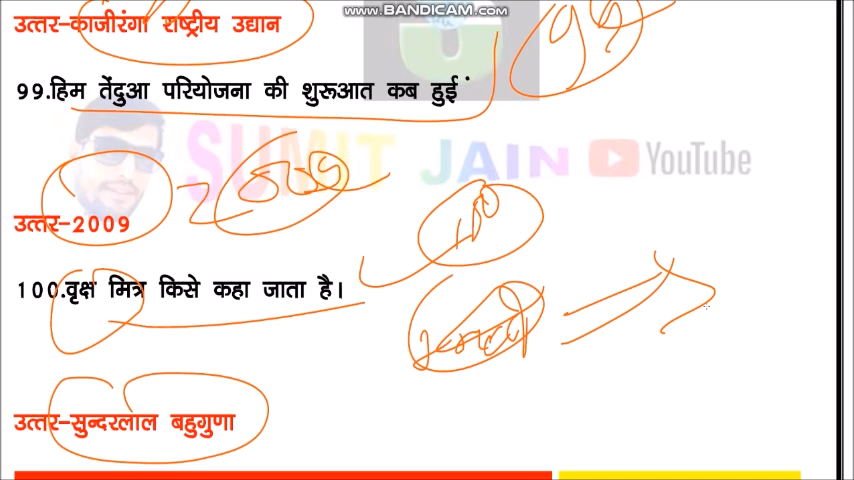 WWW.BANDICAM.COM
उत्तर-काजीरंगा राष्ट्रीय उद्यान
99
99.हिम तेंदुआ परियोजना की शुरूआत कब हुई
SUMIT JAIN YouTube
उत्तर-2009
100.वृक्ष मित्र किसे कहा जाता है।
उत्तर-सुन्दरलाल बहुगुणा